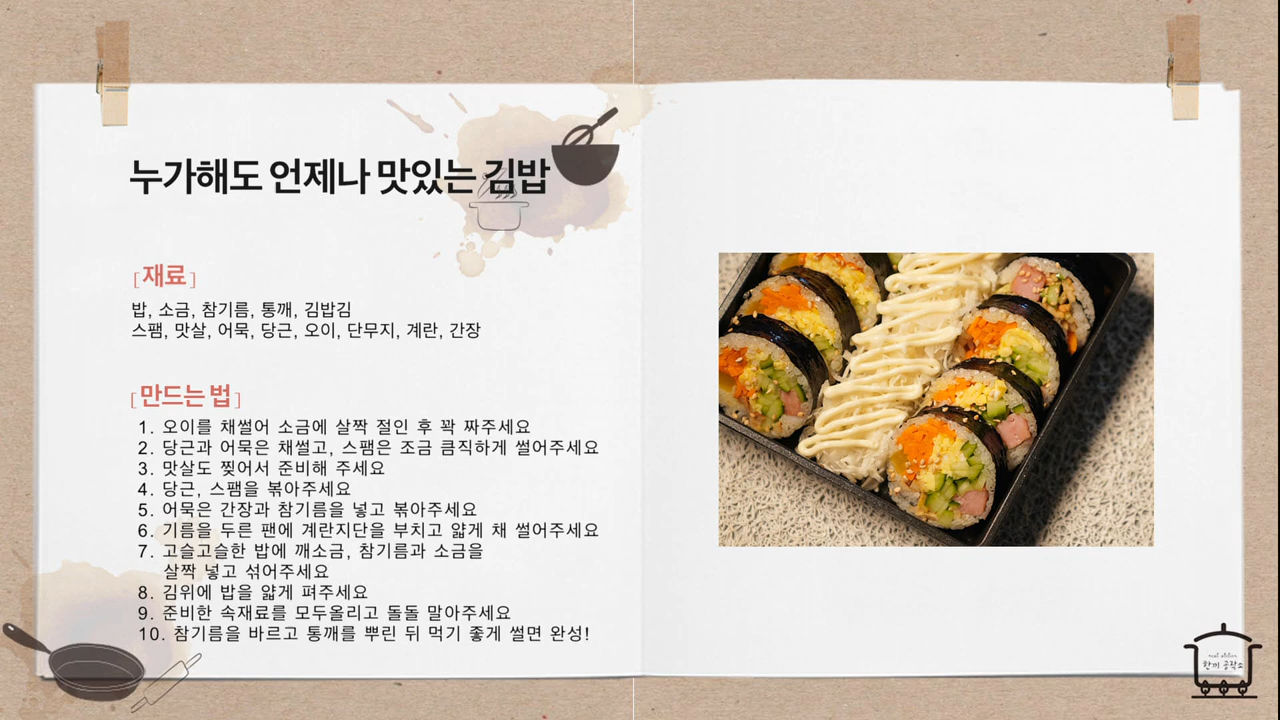 누가해도 언제나 맛있는 김밥
[재료]
밥, 소금, 참기름, 통깨, 김밥김
스팸, 맛살, 어묵, 당근, 오이, 단무지, 계란, 간장
[만드는법]
1. 오이를 채썰어 소금에 살짝 절인 후 꽉 짜주세요
2. 당근과 어묵은 채썰고, 스팸은 조금 큼직하게 썰어주세요
3. 맛살도 찢어서 준비해 주세요
4. 당근, 스팸을 볶아주세요
5. 어묵은 간장과 참기름을 넣고 볶아주세요
6. 기름을 두른 팬에 계란지단을 부치고 얇게 채 썰어주세요
7. 고슬고슬한 밥에 깨소금, 참기름과 소금을
살짝 넣고 섞어주세요
8. 김위에 밥을 얇게 펴주세요
9. 준비한 속재료를 모두올리고 돌돌 말아주세요
10. 참기름을 바르고 통깨를 뿌린 뒤 먹기 좋게 썰면 완성!
meal atelier
한끼 공작소